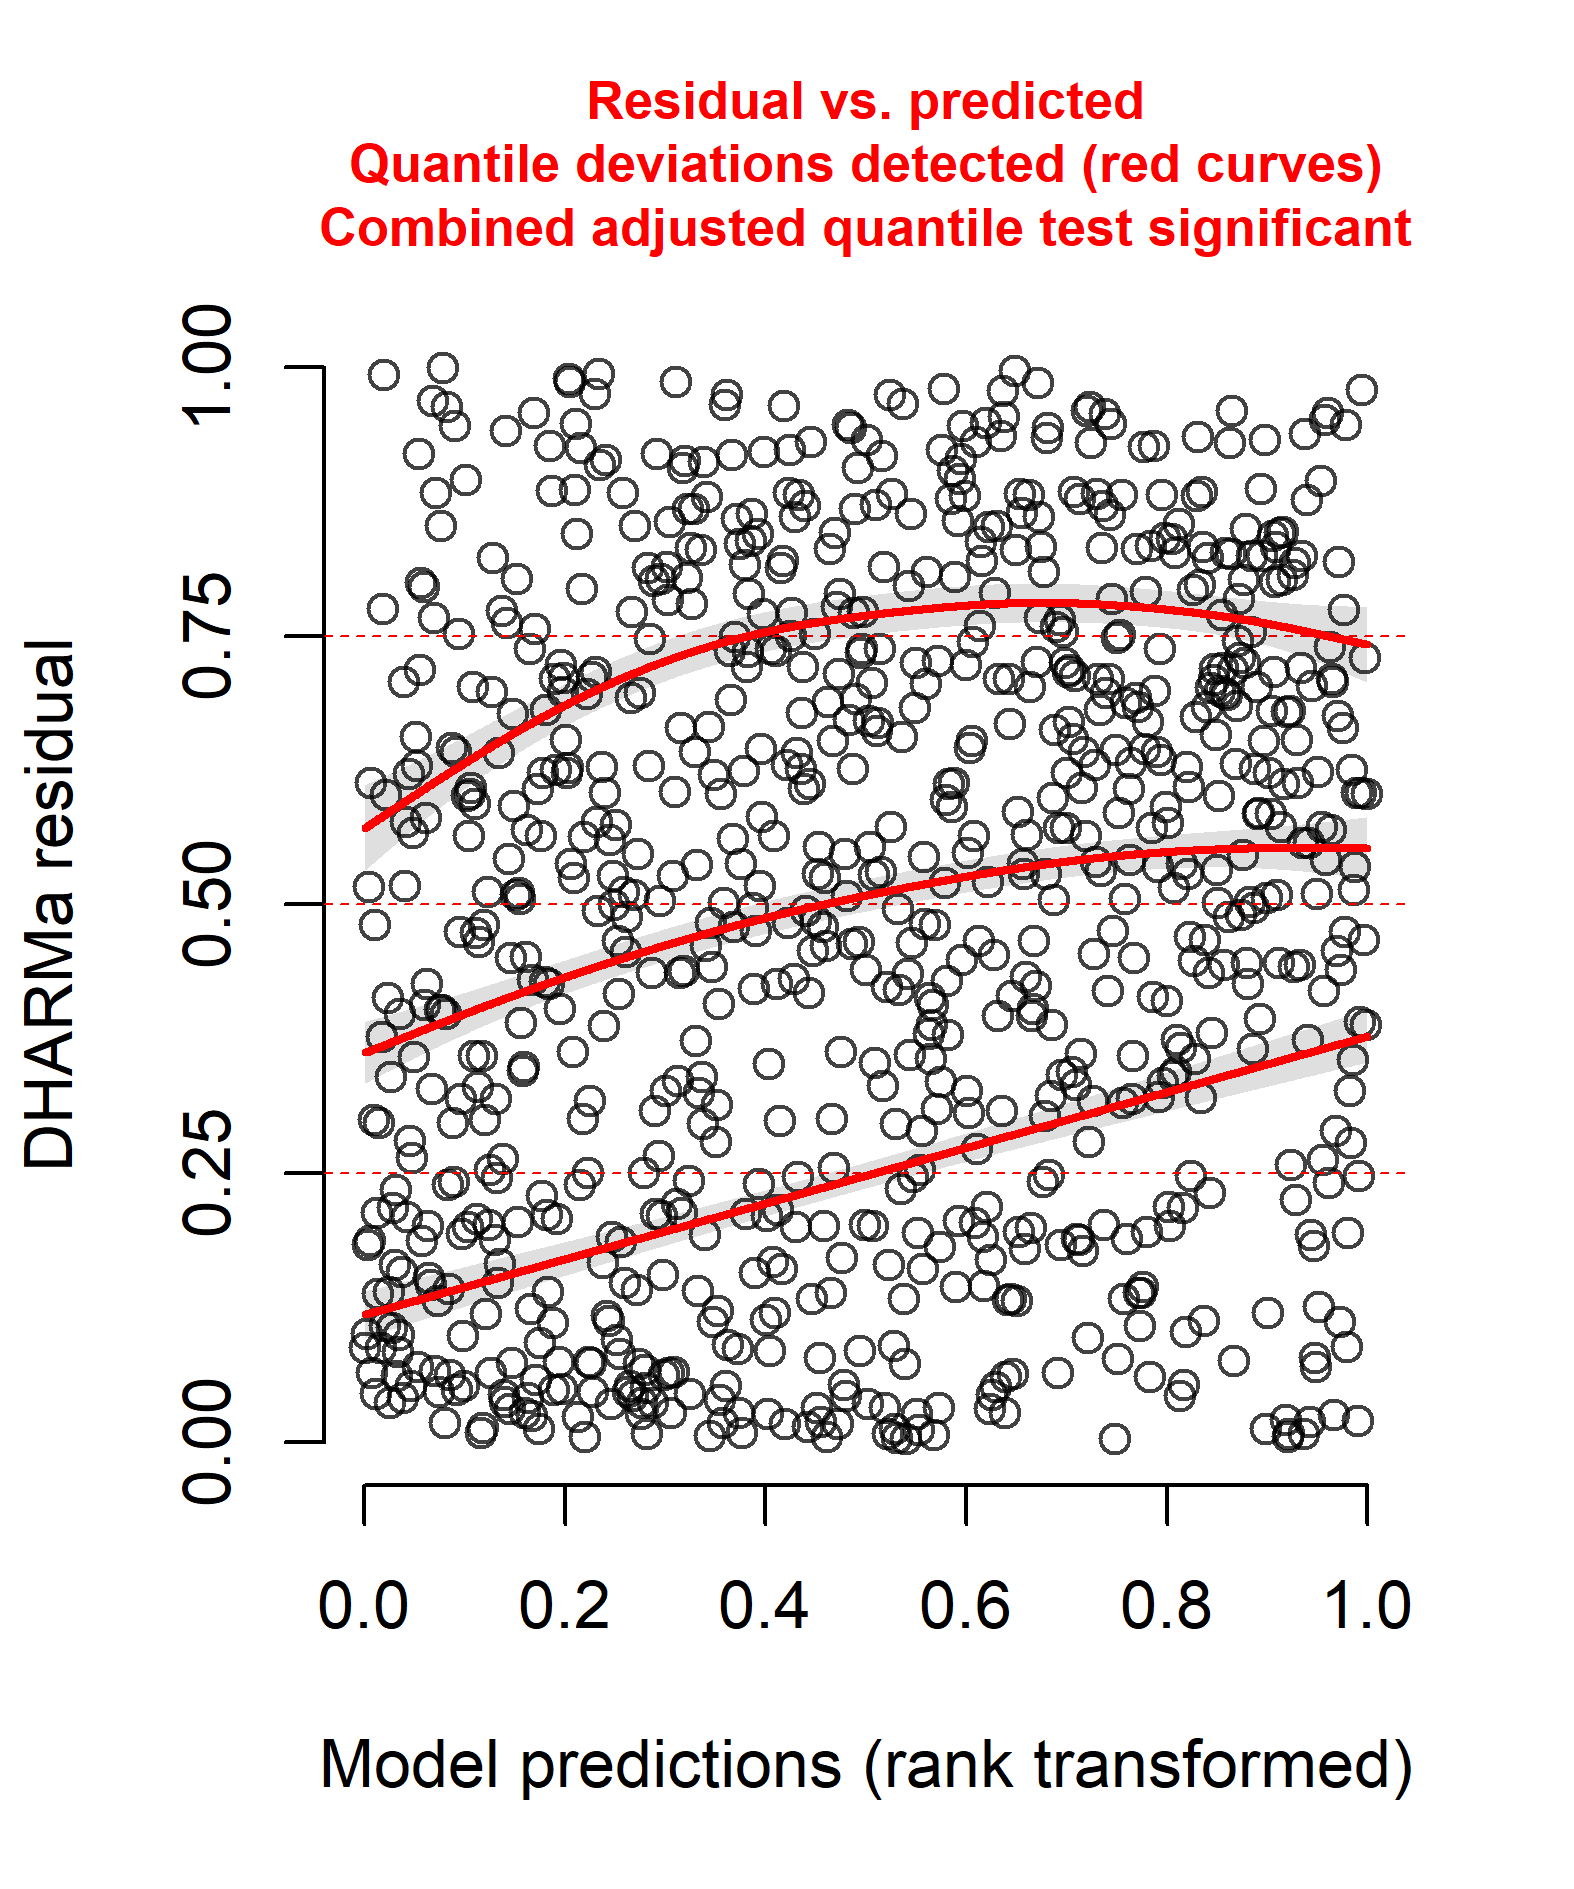 Residual vs. predicted
Quantile deviations detected (red curves)
Combined adjusted quantile test significant
1.00
0.75
0.50
0.25
0.00
DHARMa residual
0.0 0.2 0.4 0.6 0.8 1.0
Model predictions (rank transformed)